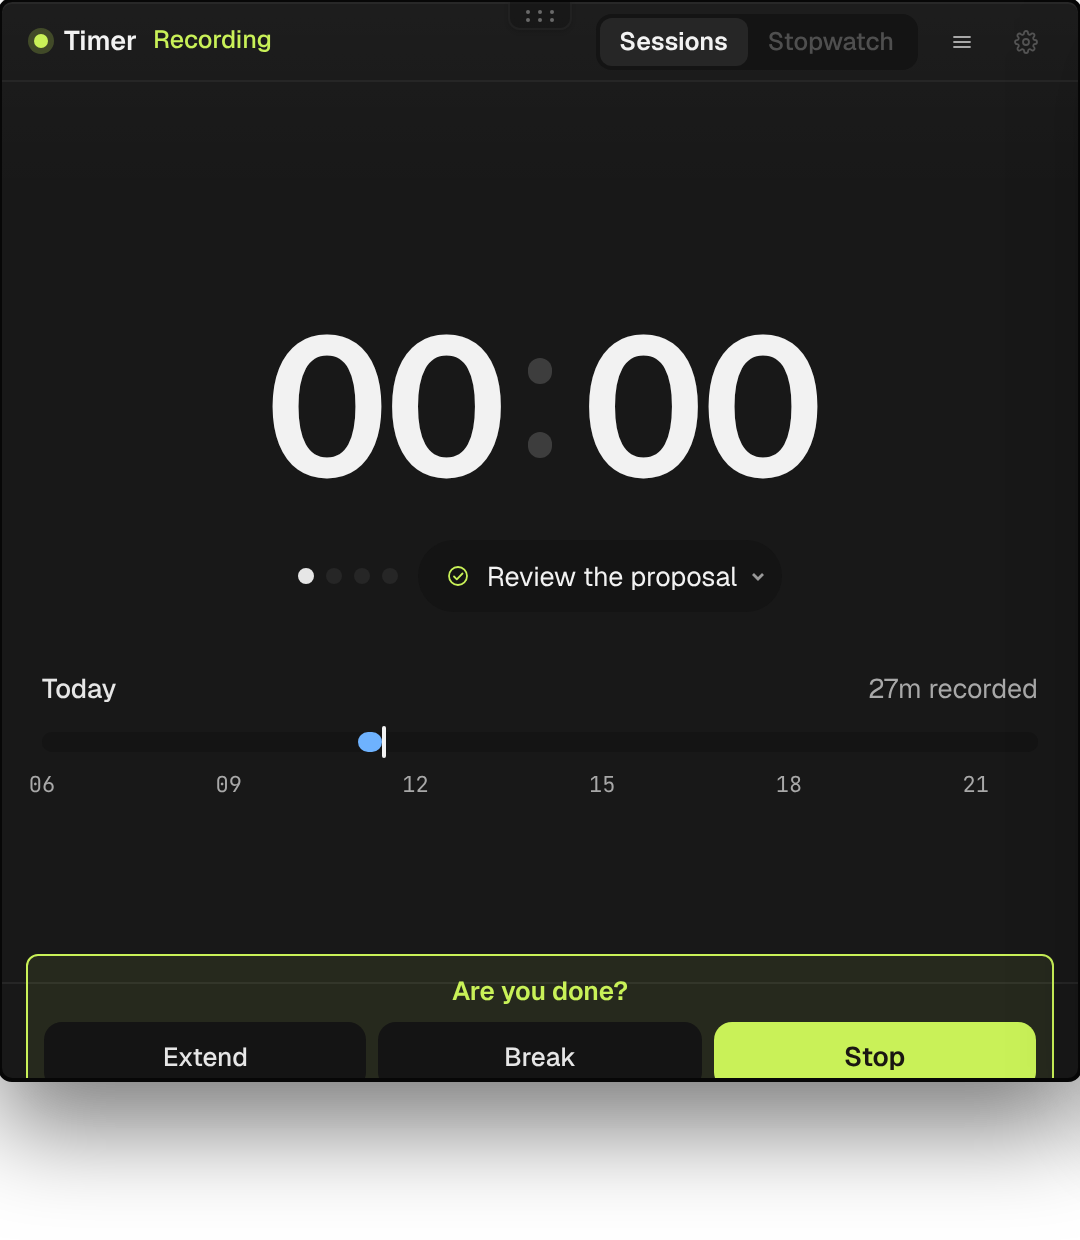 Timer Recording Sessions Stopwatch
00:00
Review the proposal
Today 27m recorded
06 09 12 15 18 21
Are you done?
Extend Break Stop